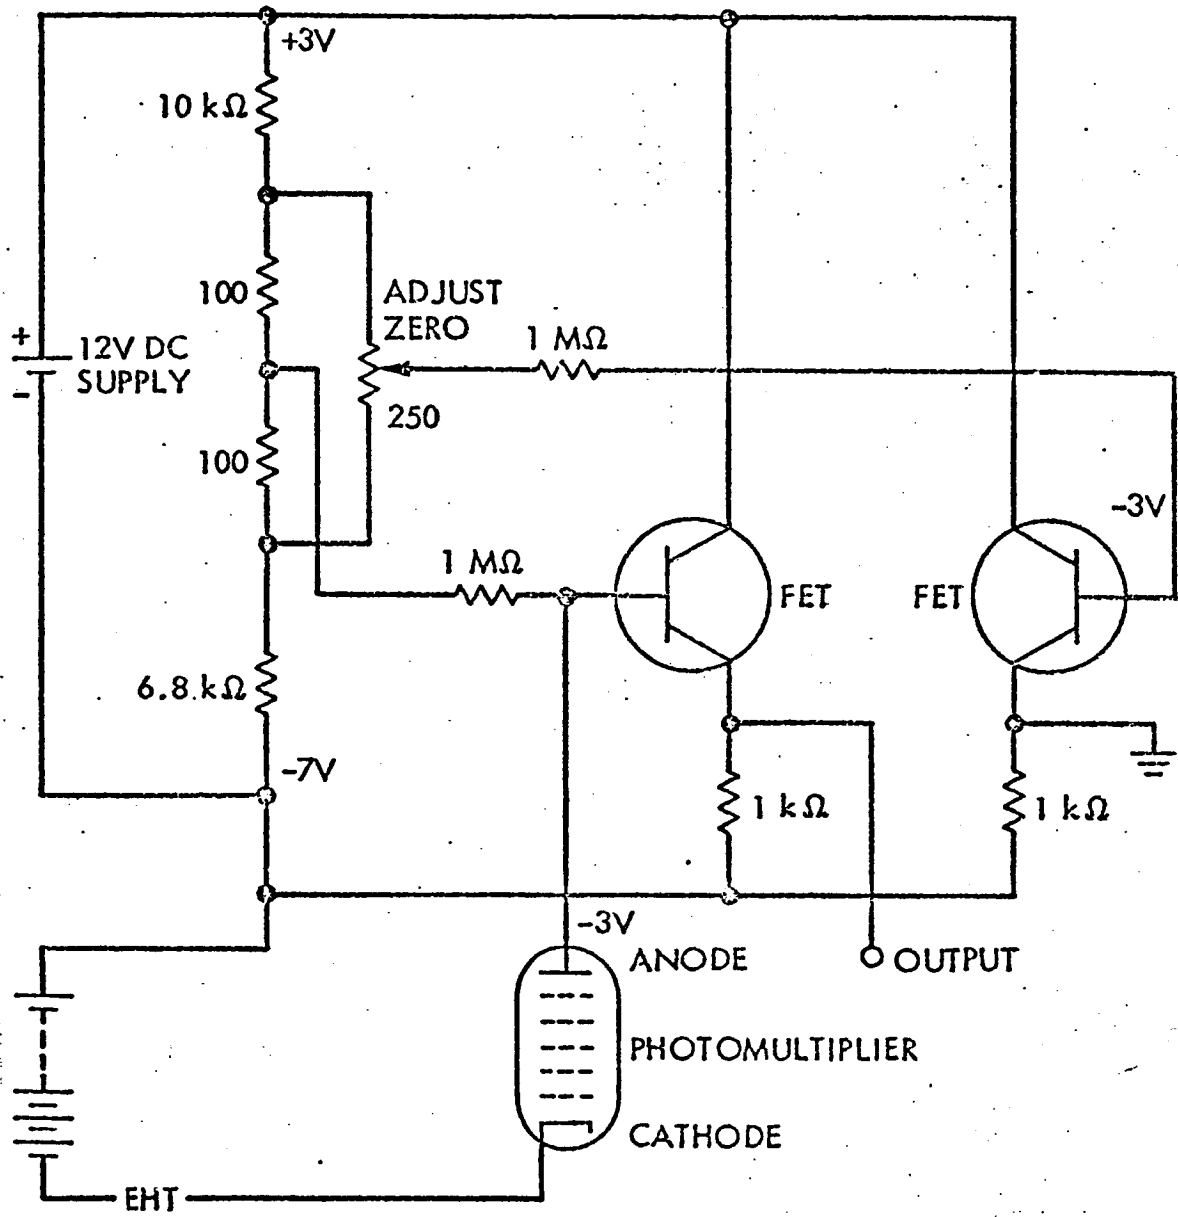 +3V
10 kΩ
100
ADJUST
ZERO
1 MΩ
+
12V DC
SUPPLY
-
250
100
-3V
1 MΩ
FET
FET
6.8 kΩ
-7V
1 kΩ
1 kΩ
-3V
ANODE
OUTPUT
PHOTOMULTIPLIER
CATHODE
EHT